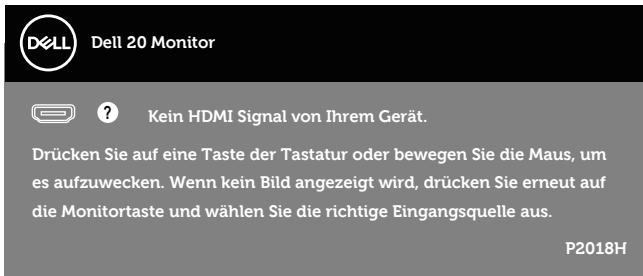 DELL Dell 20 Monitor
? Kein HDMI Signal von Ihrem Gerät.
Drücken Sie auf eine Taste der Tastatur oder bewegen Sie die Maus, um
es aufzuwecken. Wenn kein Bild angezeigt wird, drücken Sie erneut auf
die Monitortaste und wählen Sie die richtige Eingangsquelle aus.
P2018H